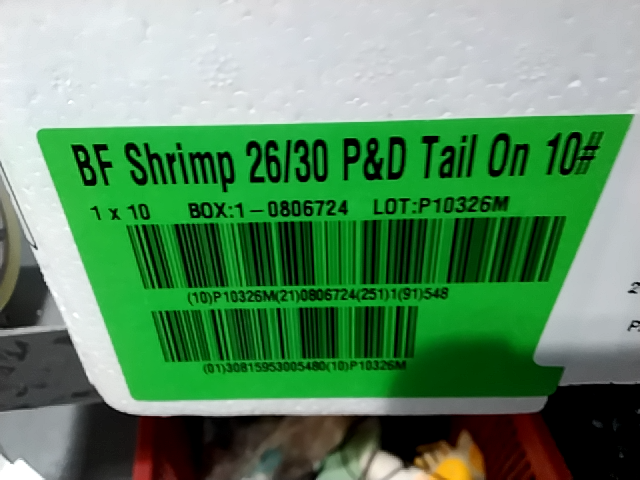 BF Shrimp 26/30 P&D Tail On 10#
1 x 10 BOX:1-0806724 LOT:P10326M
(10)P10326M(21)0806724(251)1(91)548
(01)30815953005480(10)P10326M